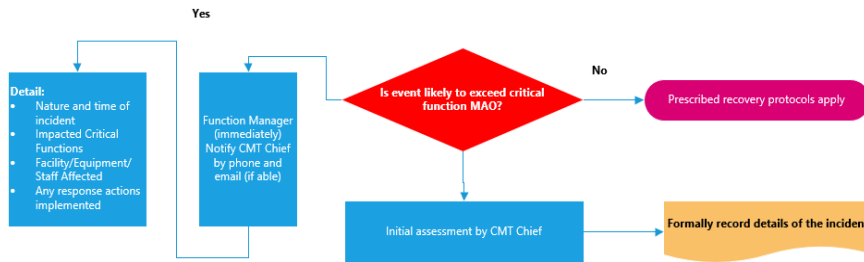 Yes
Is event likely to exceed critical
function MAO?
No
Prescribed recovery protocols apply
Detail:
• Nature and time of
incident
• Impacted Critical
Functions
• Facility/Equipment/
Staff Affected
• Any response actions
implemented
Function Manager
(immediately)
Notify CMT Chief
by phone and
email (if able)
Initial assessment by CMT Chief
Formally record details of the inciden